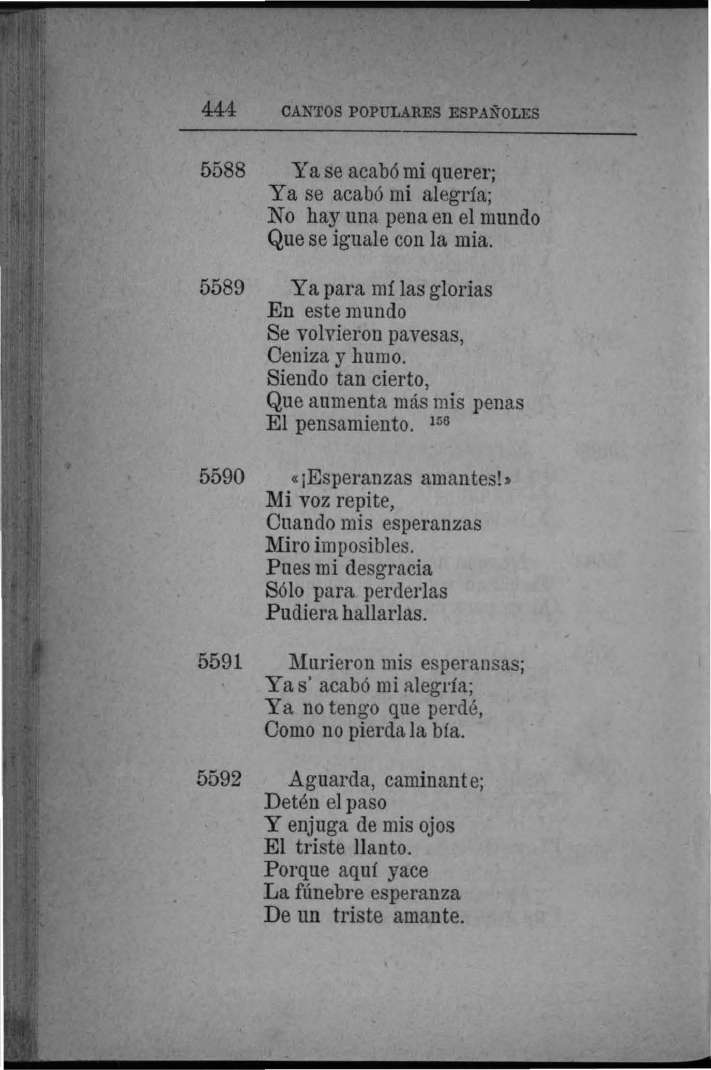 444 CANTOS POPULARES ESPAÑOLES
5588 Ya se acabó mi querer;
Ya se acabó mi alegría;
No hay una pena en el mundo
Que se iguale con la mia.
5589 Ya para mí las glorias
En este mundo
Se volvieron pavesas,
Ceniza y humo.
Siendo tan cierto,
Que aumenta más mis penas
El pensamiento. 156
5590 «¡Esperanzas amantes!»
Mi voz repite,
Cuando mis esperanzas
Miro imposibles.
Pues mi desgracia
Sólo para perderlas
Pudiera hallarlas.
5591 Murieron mis esperansas;
Ya s' acabó mi alegría;
Ya no tengo que perdé,
Como no pierda la bía.
5592 Aguarda, caminante;
Detén el paso
Y enjuga de mis ojos
El triste llanto.
Porque aquí yace
La fúnebre esperanza
De un triste amante.